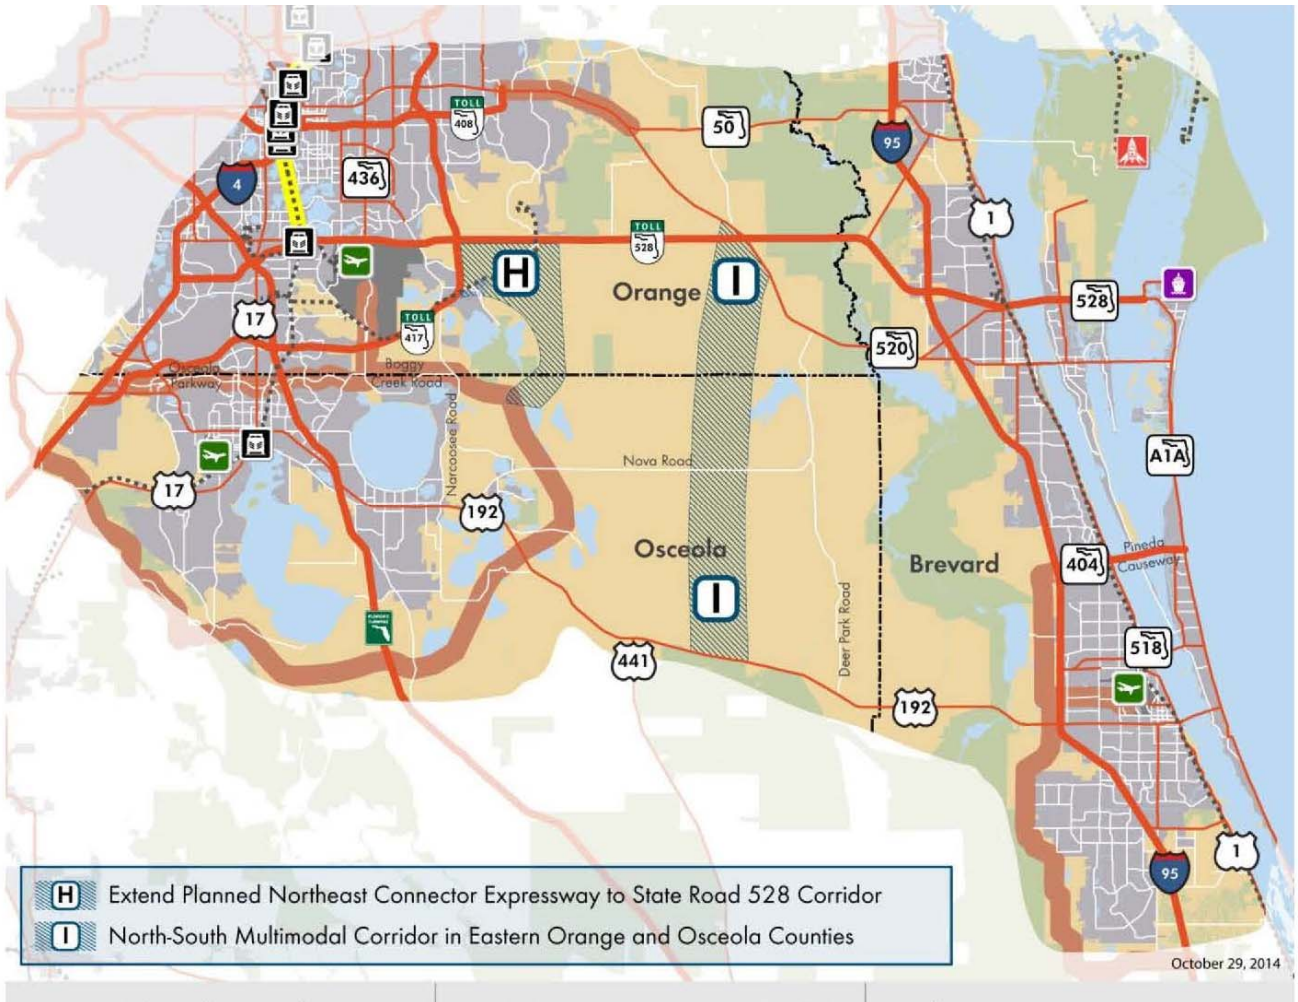 TOLL
408
50
95
4
436
1
TOLL
528
H
I
Orange
528
17
TOLL
417
520
Osceola
Parkway
Boggy
Creek Road
Narcoossee Road
Nova Road
A1A
17
192
Osceola
Brevard
404
Pineda
Causeway
I
Deer Park Road
518
441
192
1
95
H Extend Planned Northeast Connector Expressway to State Road 528 Corridor
I North-South Multimodal Corridor in Eastern Orange and Osceola Counties
October 29, 2014